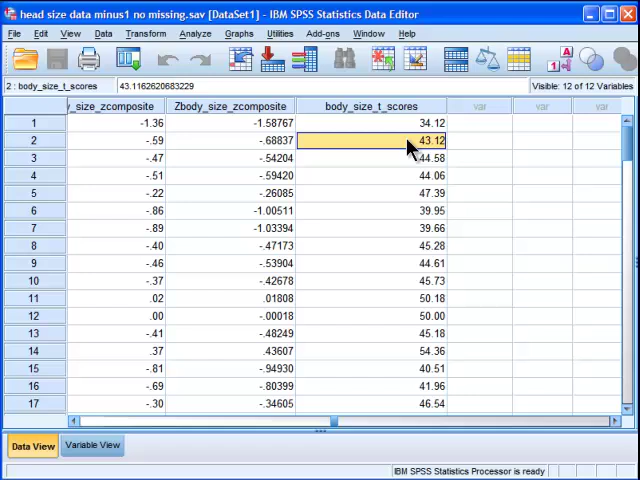 head size data minus1 no missing.sav [DataSet1] - IBM SPSS Statistics Data Editor
File Edit View Data Transform Analyze Graphs Utilities Add-ons Window Help
2 : body_size_t_scores 43.1162620683229 Visible: 12 of 12 Variables
y_size_zcomposite Zbody_size_zcomposite body_size_t_scores var var var
1 -1.36 -1.58767 34.12
2 -.59 -.68837 43.12
3 -.47 -.54204 44.58
4 -.51 -.59420 44.06
5 -.22 -.26085 47.39
6 -.86 -1.00511 39.95
7 -.89 -1.03394 39.66
8 -.40 -.47173 45.28
9 -.46 -.53904 44.61
10 -.37 -.42678 45.73
11 .02 .01808 50.18
12 .00 -.00018 50.00
13 -.41 -.48249 45.18
14 .37 .43607 54.36
15 -.81 -.94930 40.51
16 -.69 -.80399 41.96
17 -.30 -.34605 46.54
Data View Variable View
IBM SPSS Statistics Processor is ready